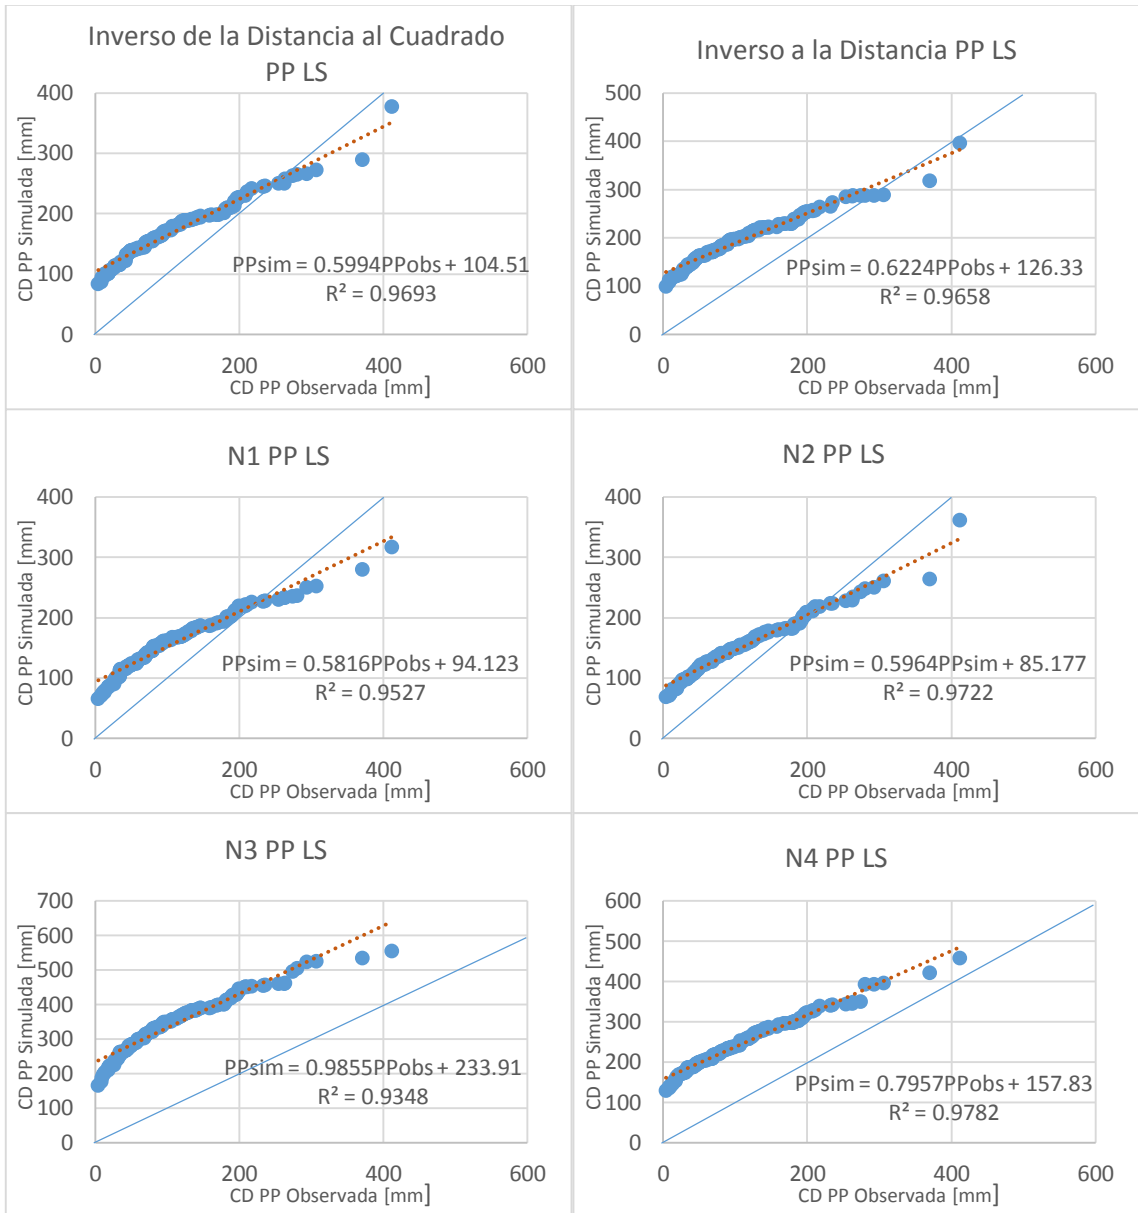 Inverso de la Distancia al Cuadrado
PP LS
400
300
200
100
0
0
200
400
600
CD PP Simulada [mm]
CD PP Observada [mm]
PPsim = 0.5994PPobs + 104.51
R² = 0.9693
Inverso a la Distancia PP LS
500
400
300
200
100
0
0
200
400
600
CD PP Simulada [mm]
CD PP Observada [mm]
PPsim = 0.6224PPobs + 126.33
R² = 0.9658
N1 PP LS
400
300
200
100
0
0
200
400
600
CD PP Simulada [mm]
CD PP Observada [mm]
PPsim = 0.5816PPobs + 94.123
R² = 0.9527
N2 PP LS
400
300
200
100
0
0
200
400
600
CD PP Simulada [mm]
CD PP Observada [mm]
PPsim = 0.5964PPsim + 85.177
R² = 0.9722
N3 PP LS
700
600
500
400
300
200
100
0
0
200
400
600
CD PP Simulada [mm]
CD PP Observada [mm]
PPsim = 0.9855PPobs + 233.91
R² = 0.9348
N4 PP LS
600
500
400
300
200
100
0
0
200
400
600
CD PP Simulada [mm]
CD PP Observada [mm]
PPsim = 0.7957PPobs + 157.83
R² = 0.9782